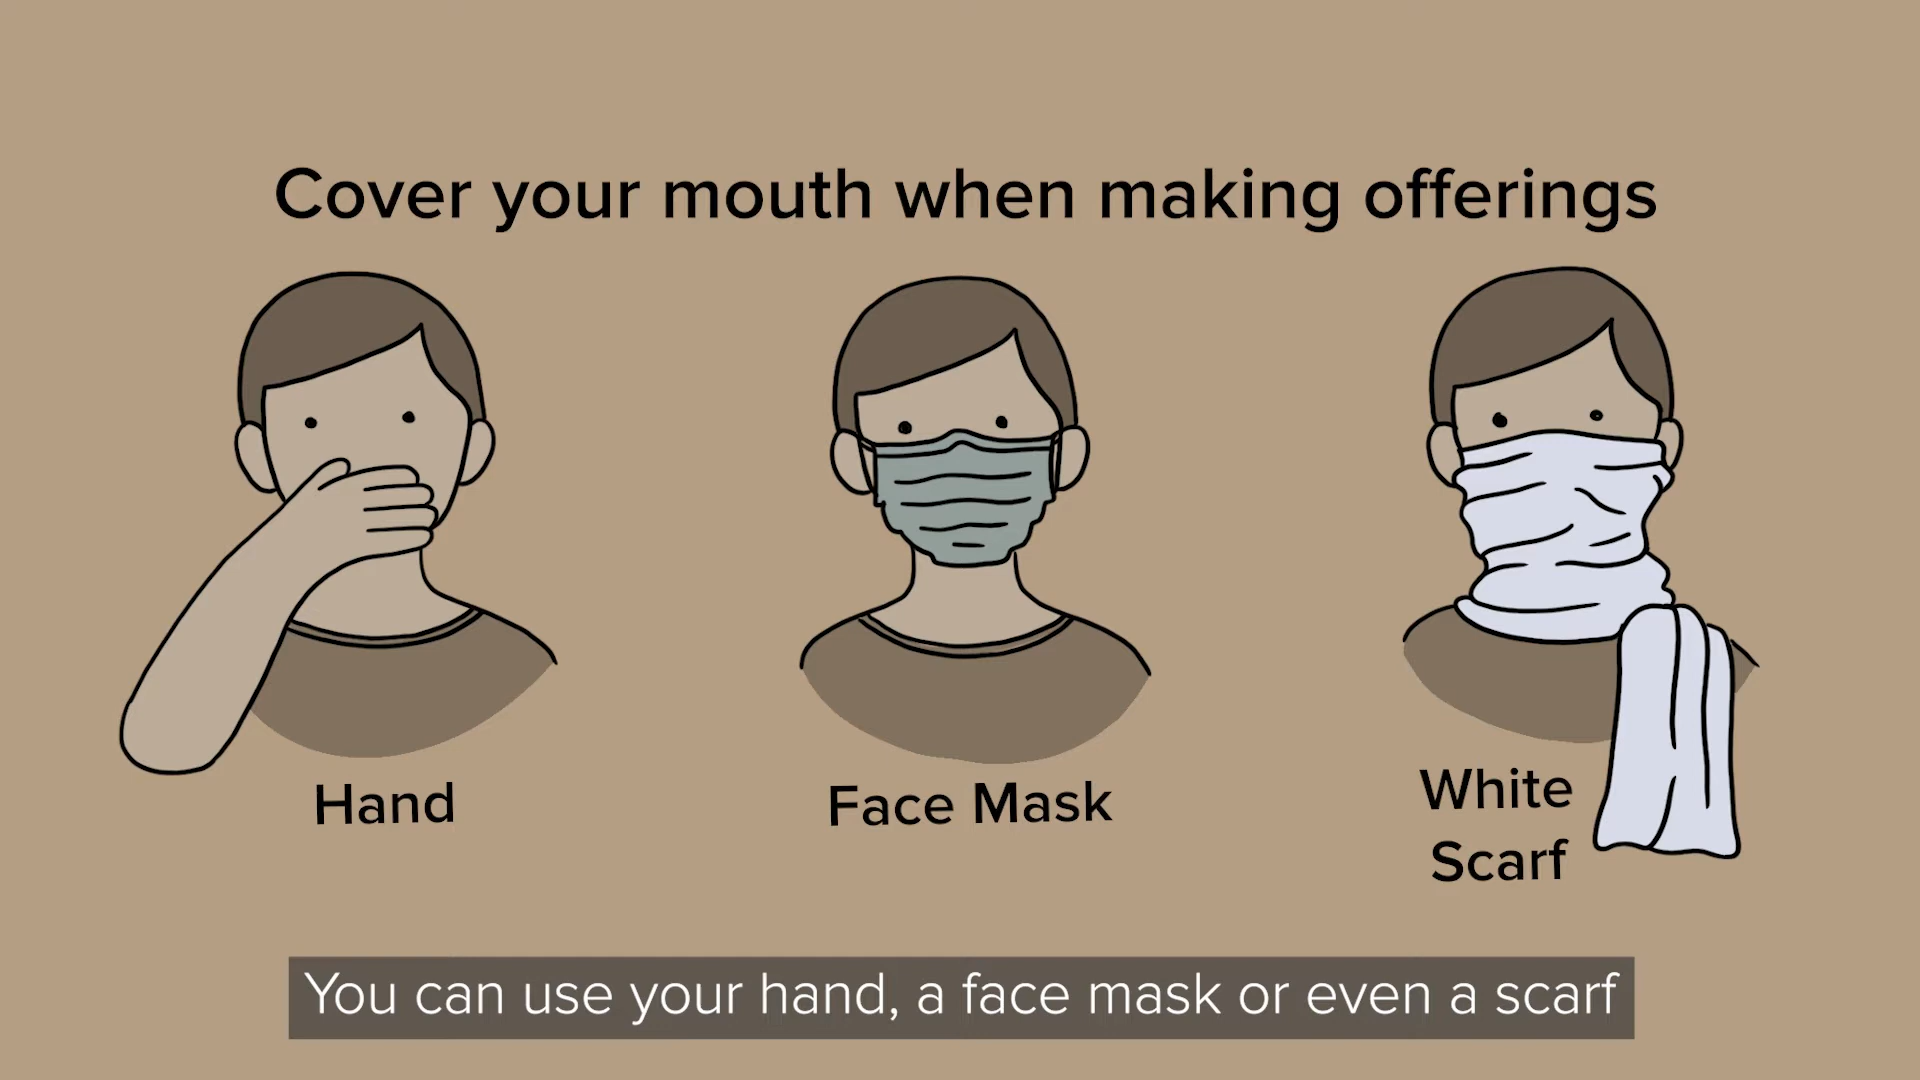 Cover your mouth when making offerings
Hand
Face Mask
White
Scarf
You can use your hand, a face mask or even a scarf